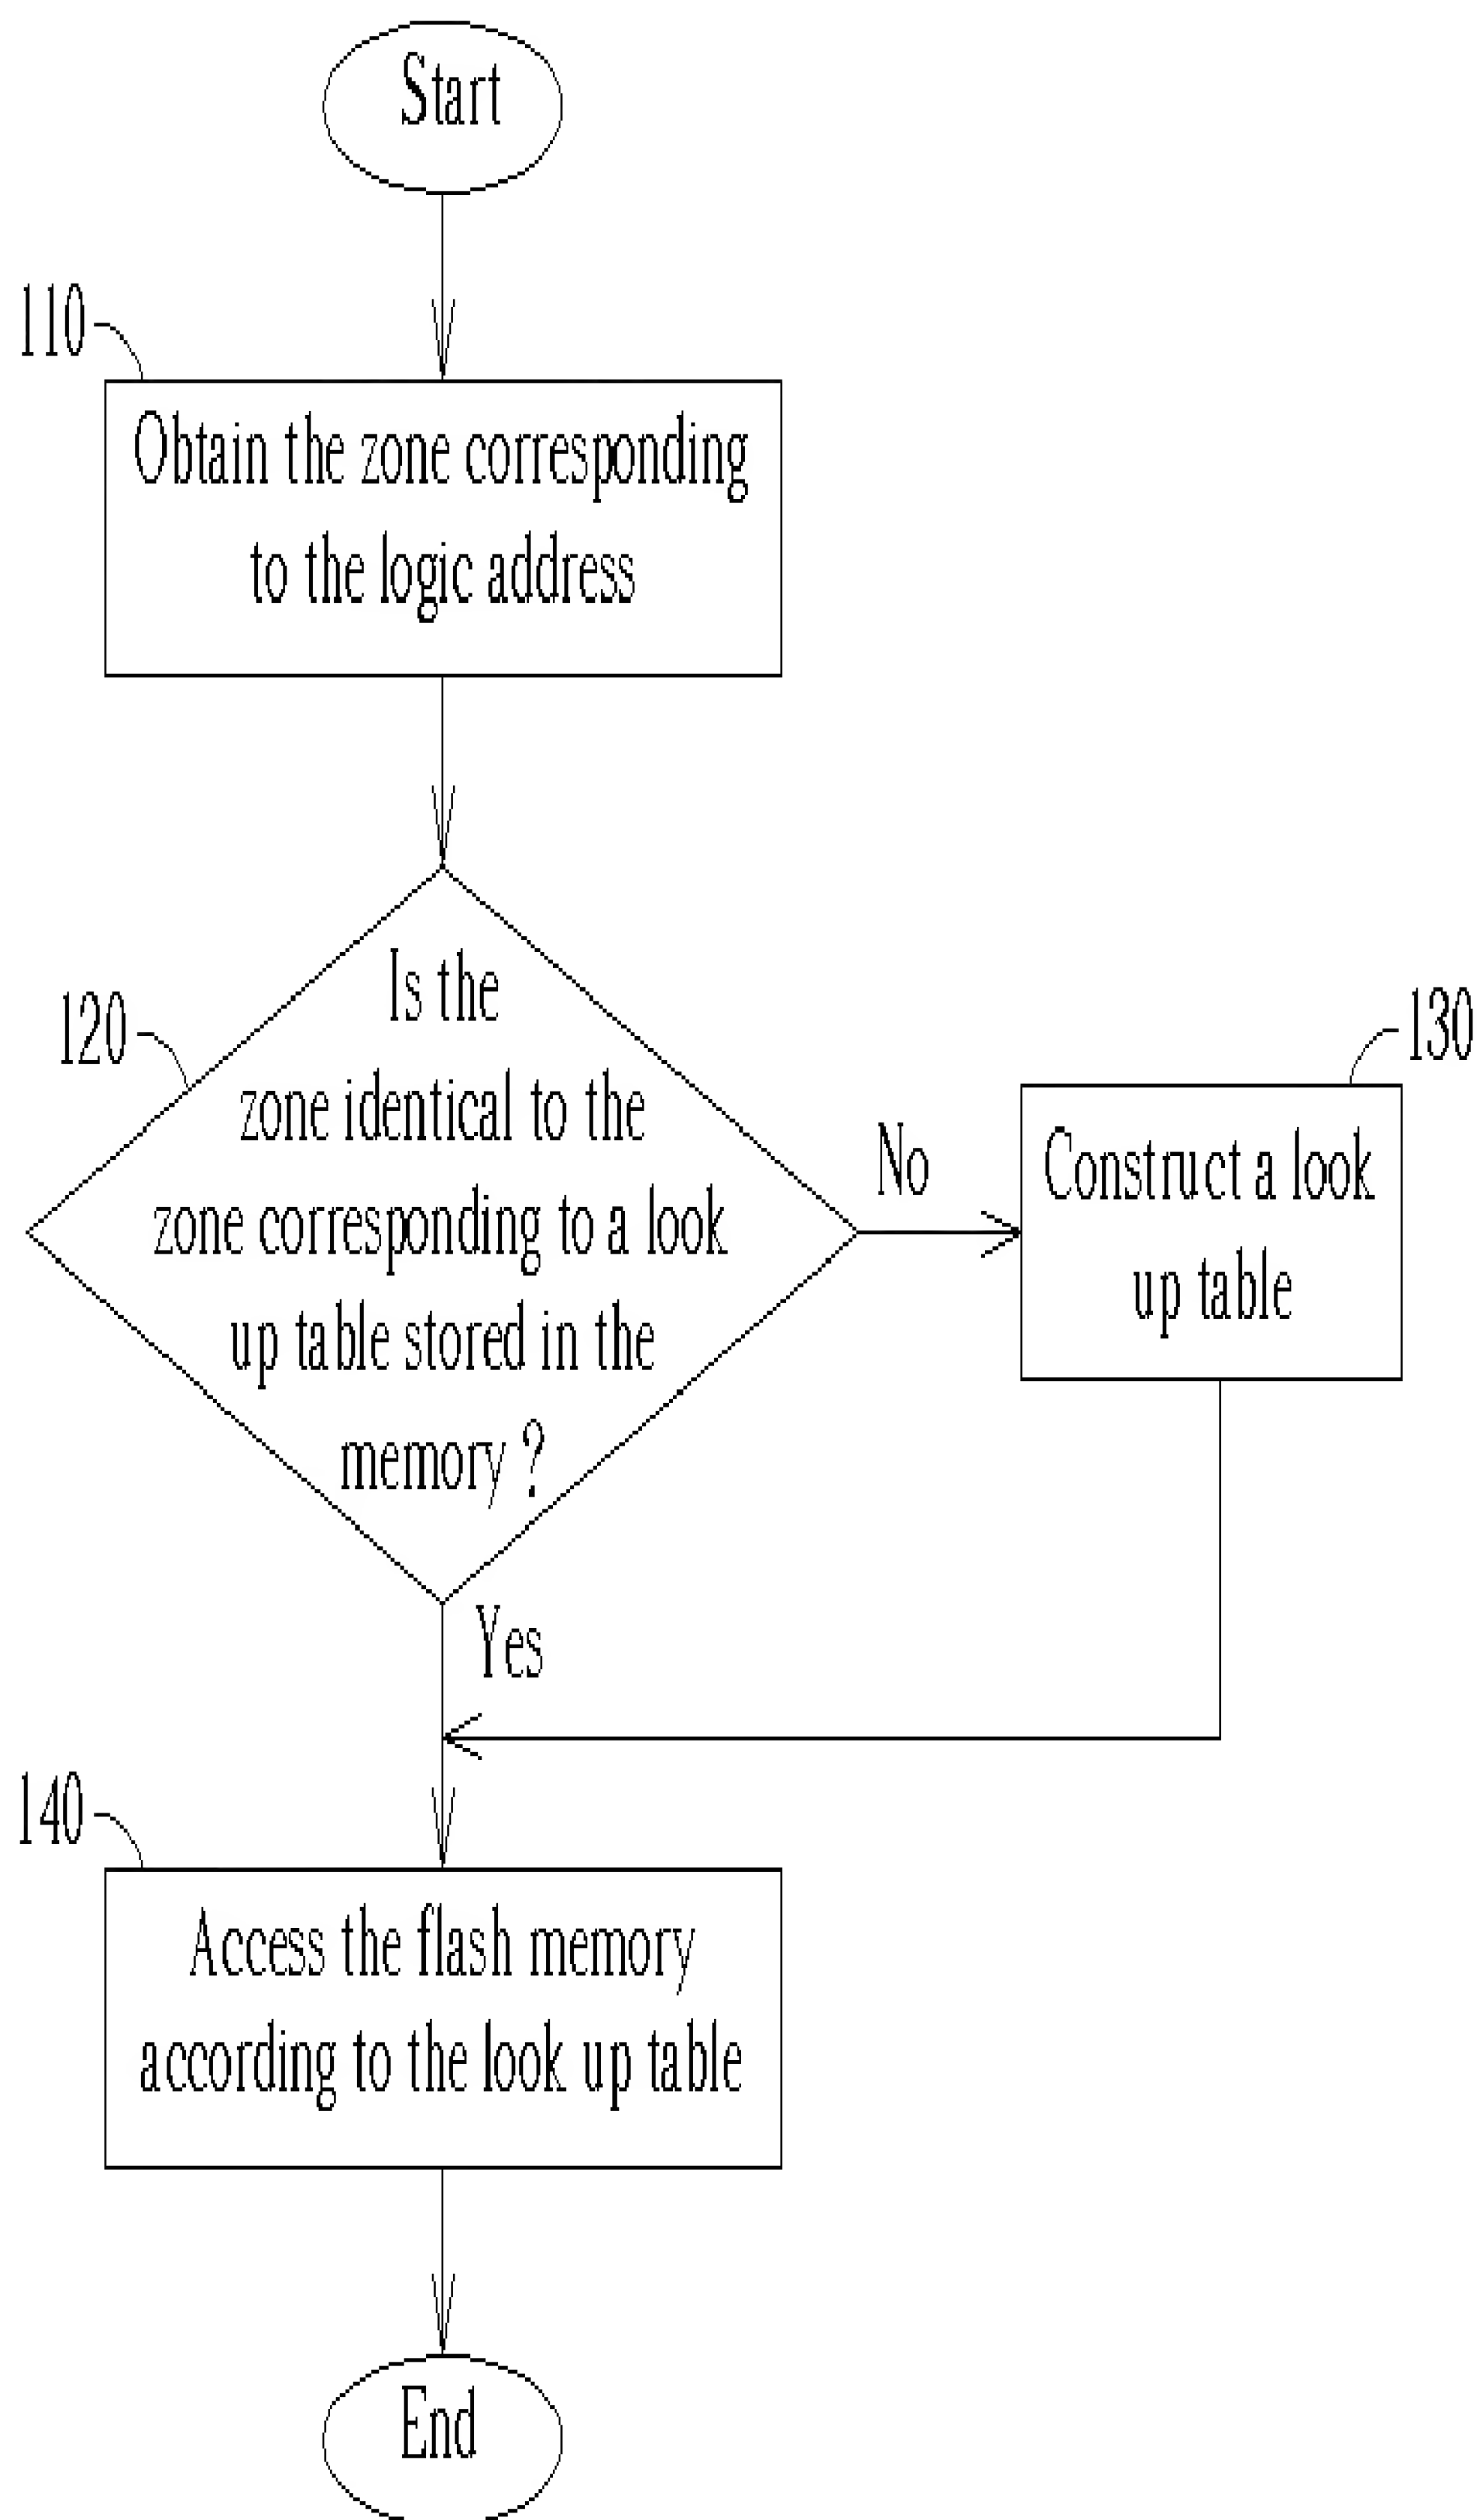 Start
110
Obtain the zone corresponding
to the logic address
120
Is the
zone identical to the
zone corresponding to a look
up table stored in the
memory ?
No
130
Construct a look
up table
Yes
140
Access the flash memory
according to the look up table
End